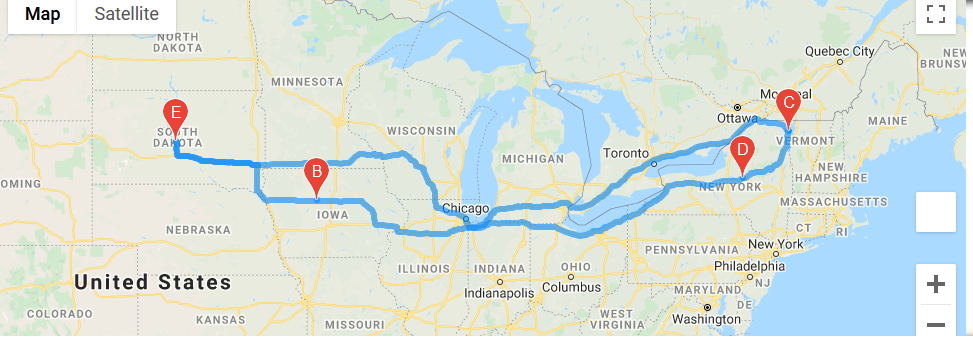 Map
Satellite
NORTH
DAKOTA
MINNESOTA
Quebec City
NEW
BRUNSW
C
E
Ottawa
MAINE
SOUTH
DAKOTA
WISCONSIN
VERMONT
D
Toronto
MICHIGAN
B
NEW
HAMPSHIRE
OMING
NEW YORK
MASSACHUSETTS
Chicago
IOWA
CT
RI
NEBRASKA
New York
PENNSYLVANIA
ILLINOIS
INDIANA
OHIO
Philadelphia
United States
NJ
Indianapolis
Columbus
MARYLAND
DE
COLORADO
KANSAS
MISSOURI
WEST
VIRGINIA
Washington